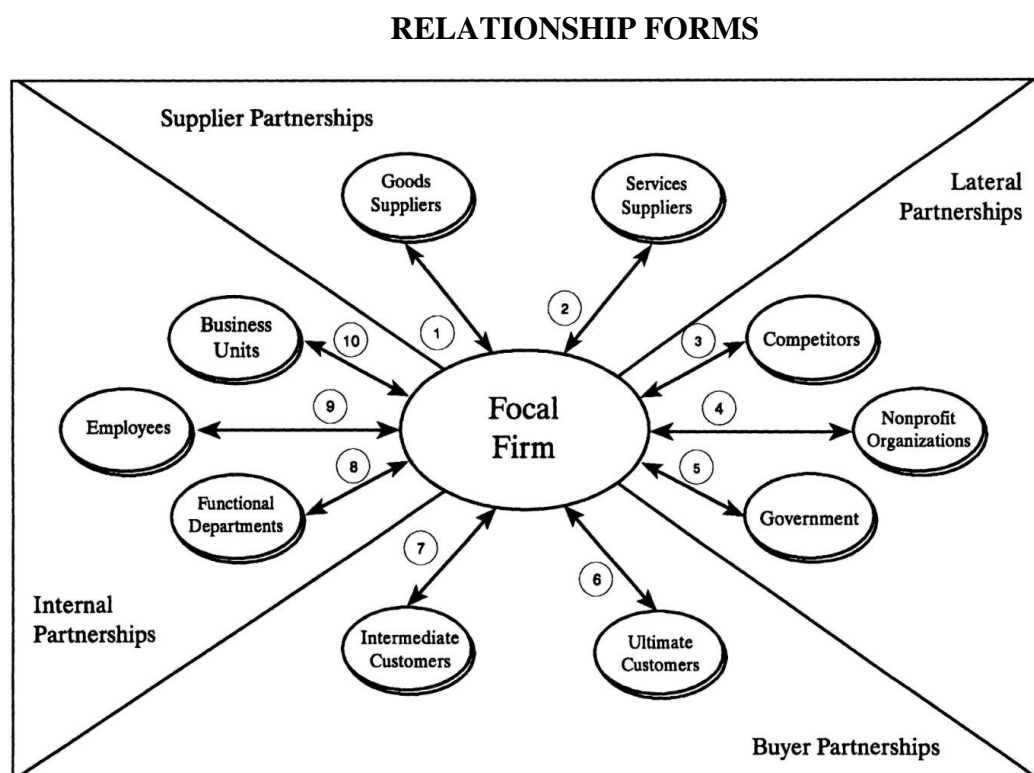 RELATIONSHIP FORMS
Supplier Partnerships
Goods
Suppliers
Services
Suppliers
Lateral
Partnerships
1
2
Business
Units
10
3
Competitors
Employees
9
Focal
Firm
4
Nonprofit
Organizations
8
5
Functional
Departments
Government
7
6
Internal
Partnerships
Intermediate
Customers
Ultimate
Customers
Buyer Partnerships